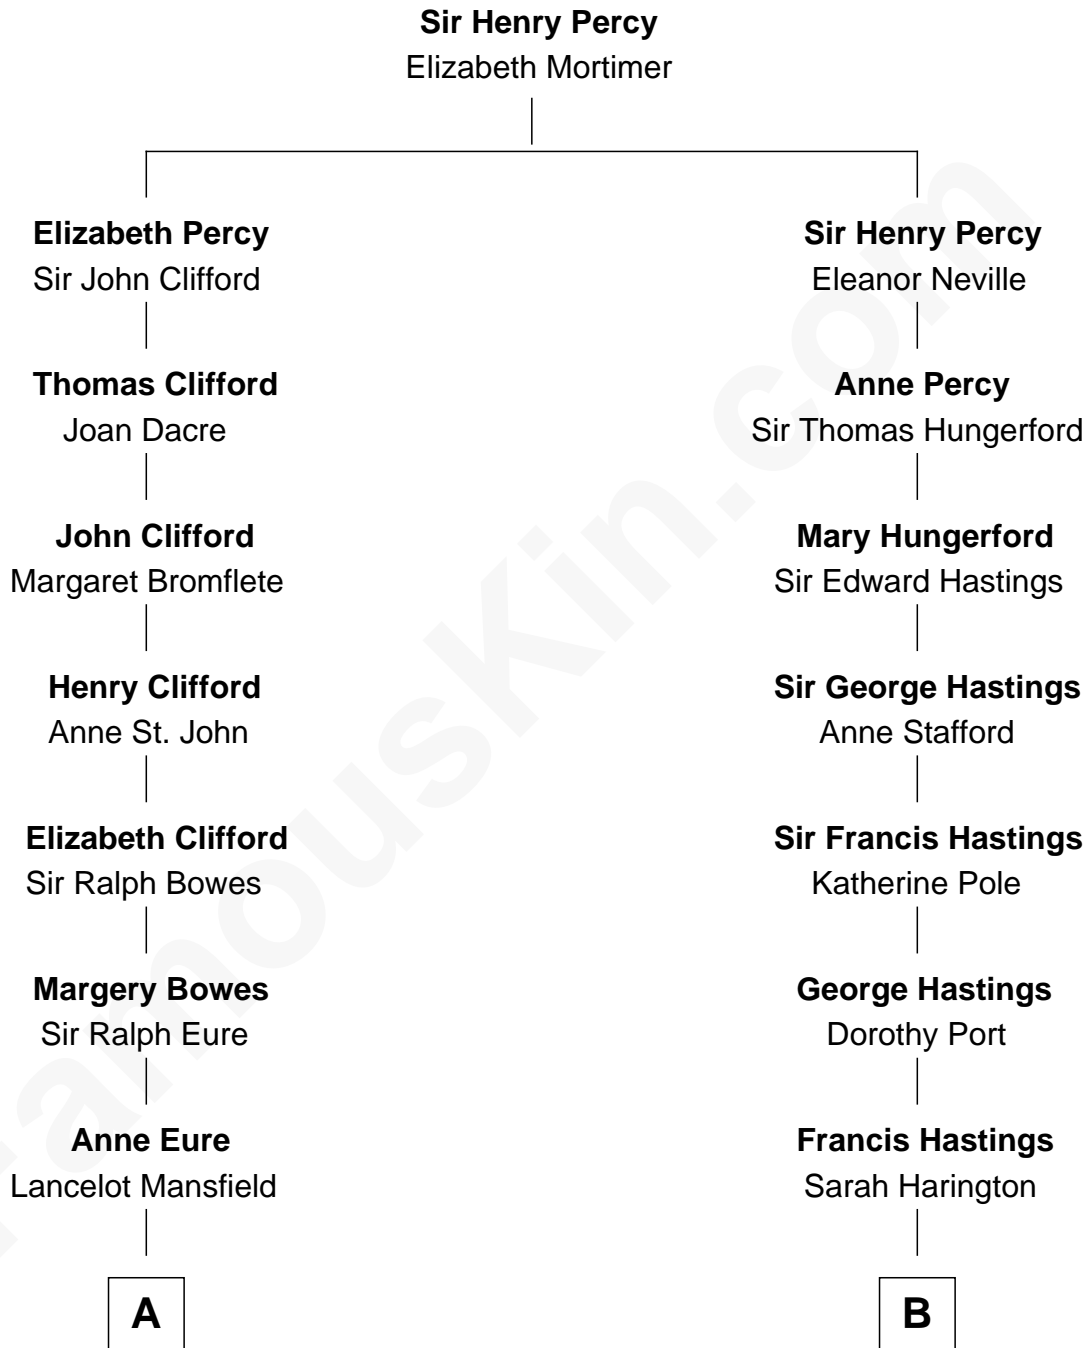 Sir Henry Percy
Elizabeth Mortimer
Elizabeth Percy
Sir John Clifford
Sir Henry Percy
Eleanor Neville
Thomas Clifford
Joan Dacre
Anne Percy
Sir Thomas Hungerford
John Clifford
Margaret Bromflete
Mary Hungerford
Sir Edward Hastings
Henry Clifford
Anne St. John
Sir George Hastings
Anne Stafford
Elizabeth Clifford
Sir Ralph Bowes
Sir Francis Hastings
Katherine Pole
Margery Bowes
Sir Ralph Eure
George Hastings
Dorothy Port
Anne Eure
Lancelot Mansfield
Francis Hastings
Sarah Harington
A
B
FamousKin.com